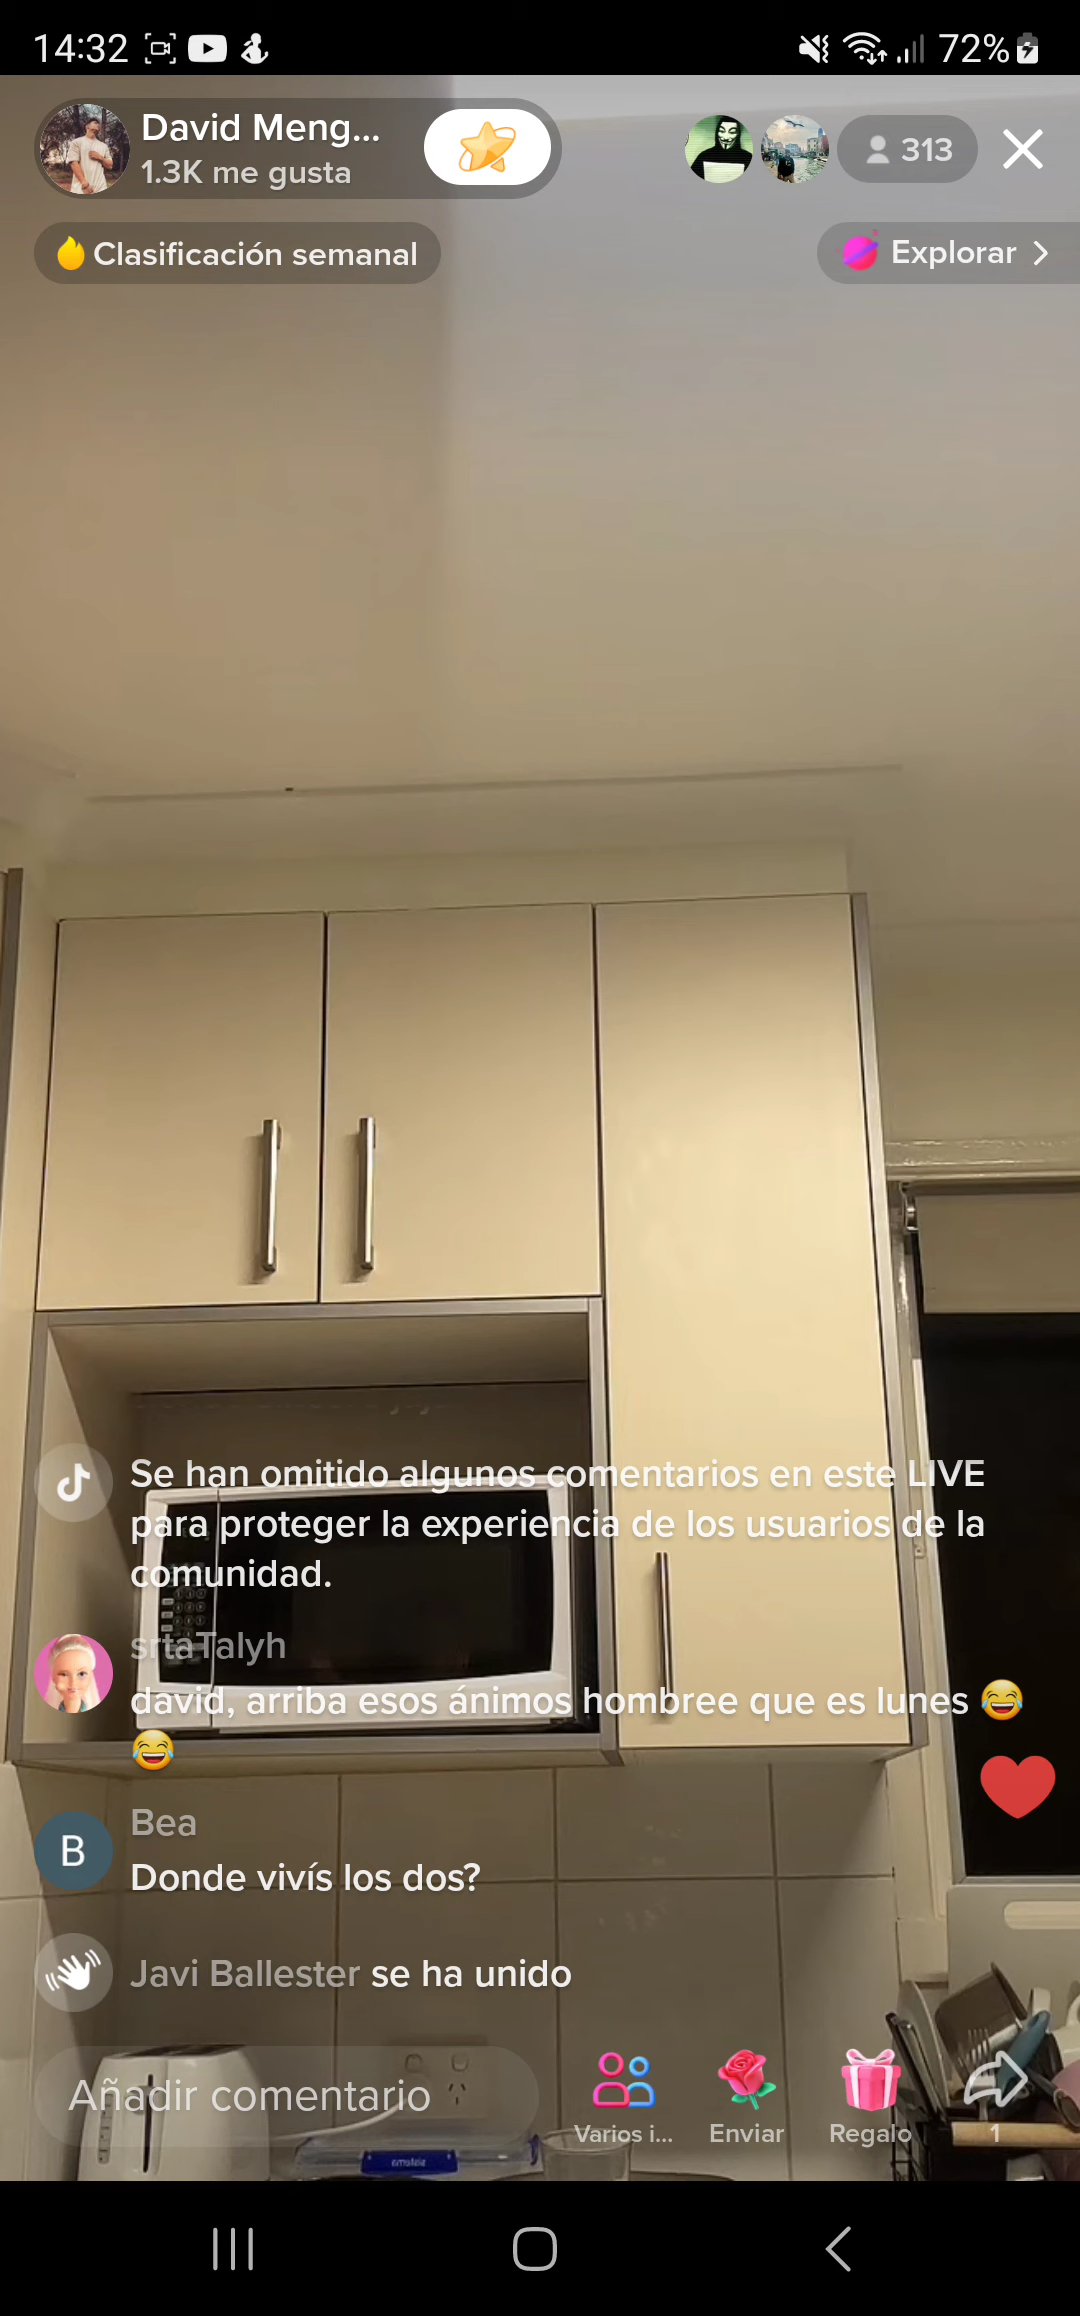 14:32
72%
David Meng...
1.3K me gusta
313
Clasificación semanal
Explorar
Se han omitido algunos comentarios en este LIVE
para proteger la experiencia de los usuarios de la
comunidad.
srtaTalyh
david, arriba esos ánimos hombree que es lunes 😂
😂
B
Bea
Donde vivís los dos?
Javi Ballester se ha unido
Añadir comentario
Varios i...
Enviar
Regalo
1